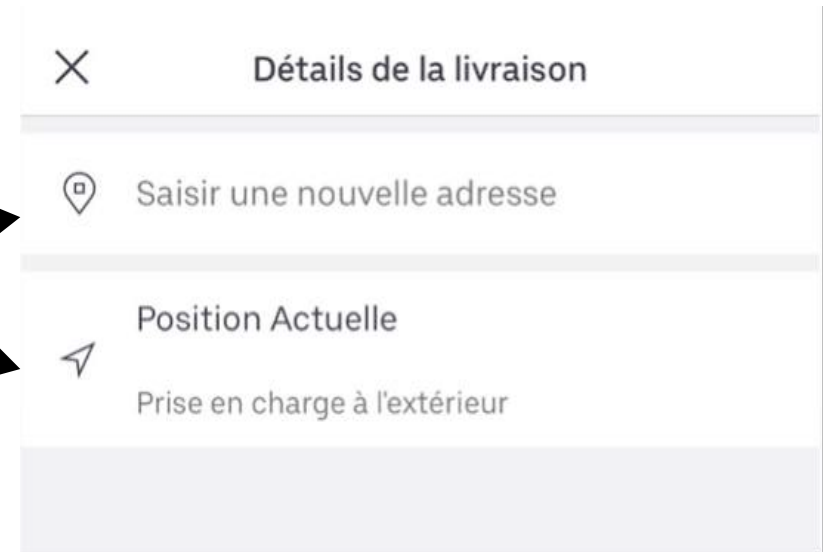 Détails de la livraison
Saisir une nouvelle adresse
Position Actuelle
Prise en charge à l'extérieur